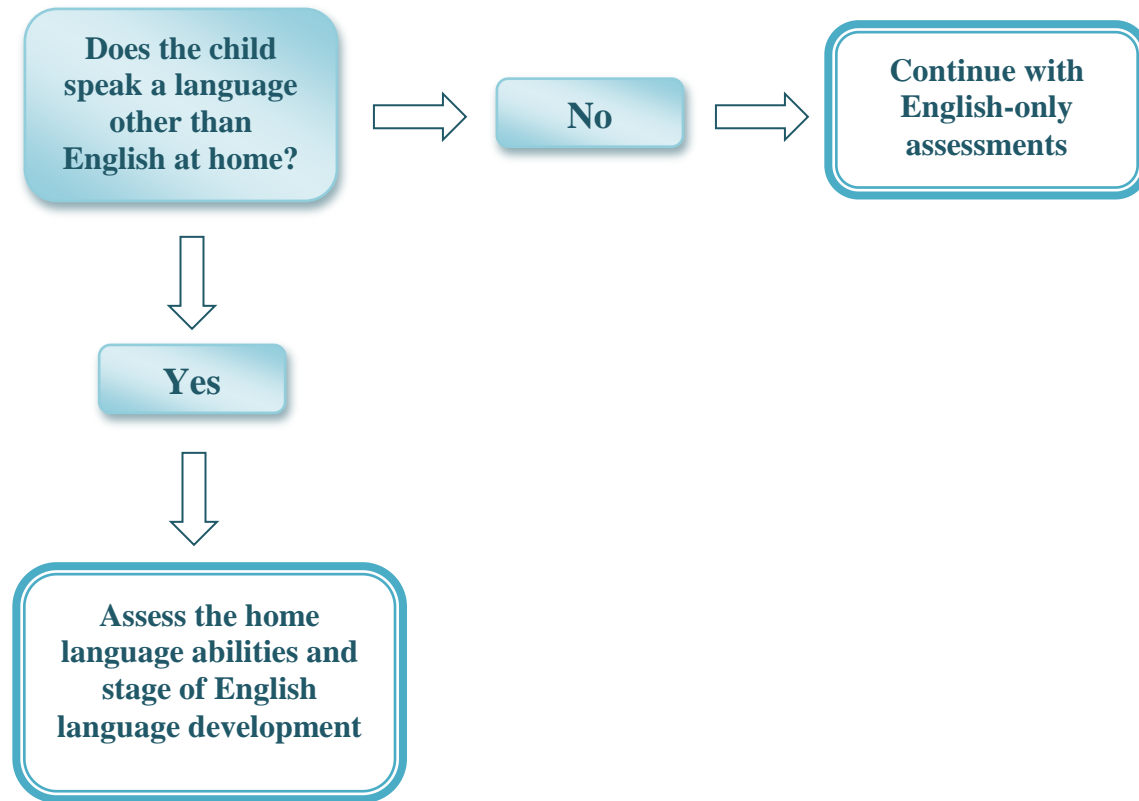 Does the child
speak a language
other than
English at home?
No
Continue with
English-only
assessments
Yes
Assess the home
language abilities and
stage of English
language development